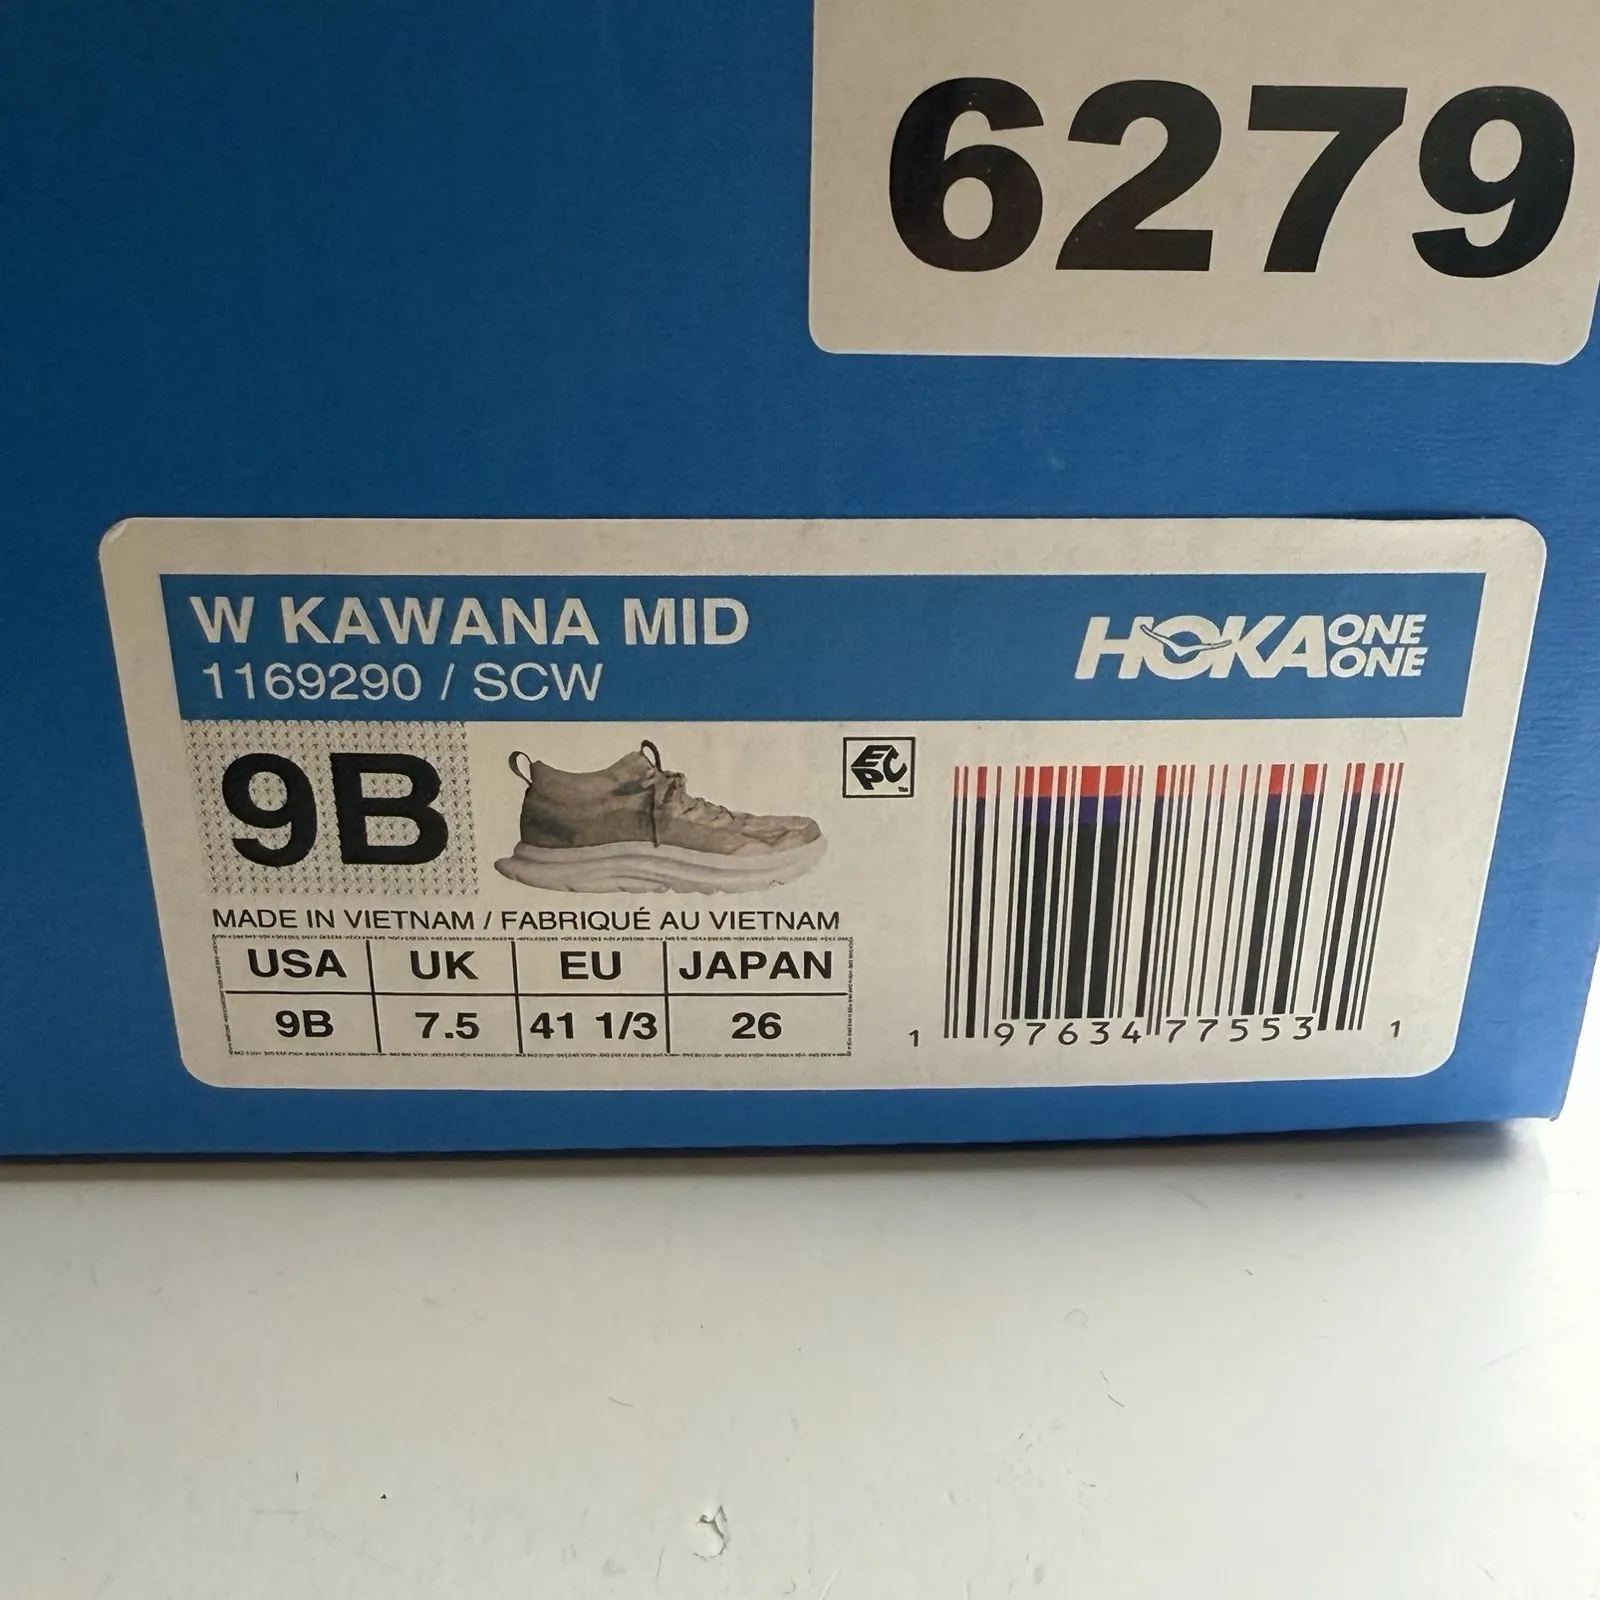 6279
W KAWANA MID
1169290 / SCW
HOKA ONE ONE
9B
EPC
MADE IN VIETNAM / FABRIQUÉ AU VIETNAM
USA UK EU JAPAN
9B 7.5 41 1/3 26
1 97634 77553 1